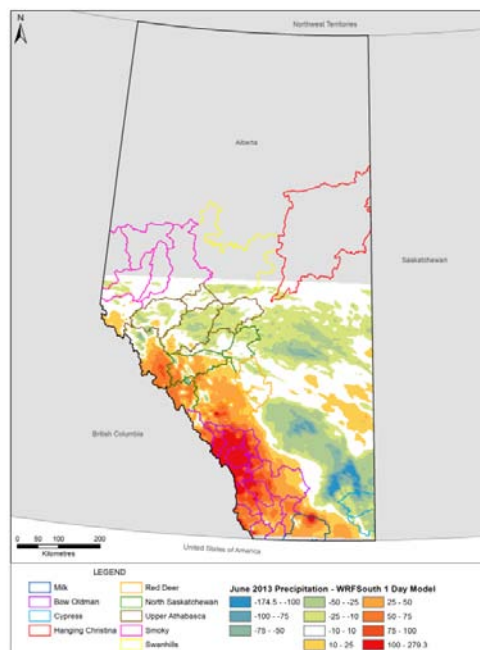 N
Northwest Territories
Alberta
Saskatchewan
British Columbia
0 50 100 200
Kilometres
United States of America
LEGEND
Milk
Bow Oldman
Cypress
Hanging Christina
Red Deer
North Saskatchewan
Upper Athabasca
Smoky
Swanhills
June 2013 Precipitation - WRFSouth 1 Day Model
-174.5 - -100
-100 - -75
-75 - -50
-50 - -25
-25 - -10
-10 - 10
10 - 25
25 - 50
50 - 75
75 - 100
100 - 279.3